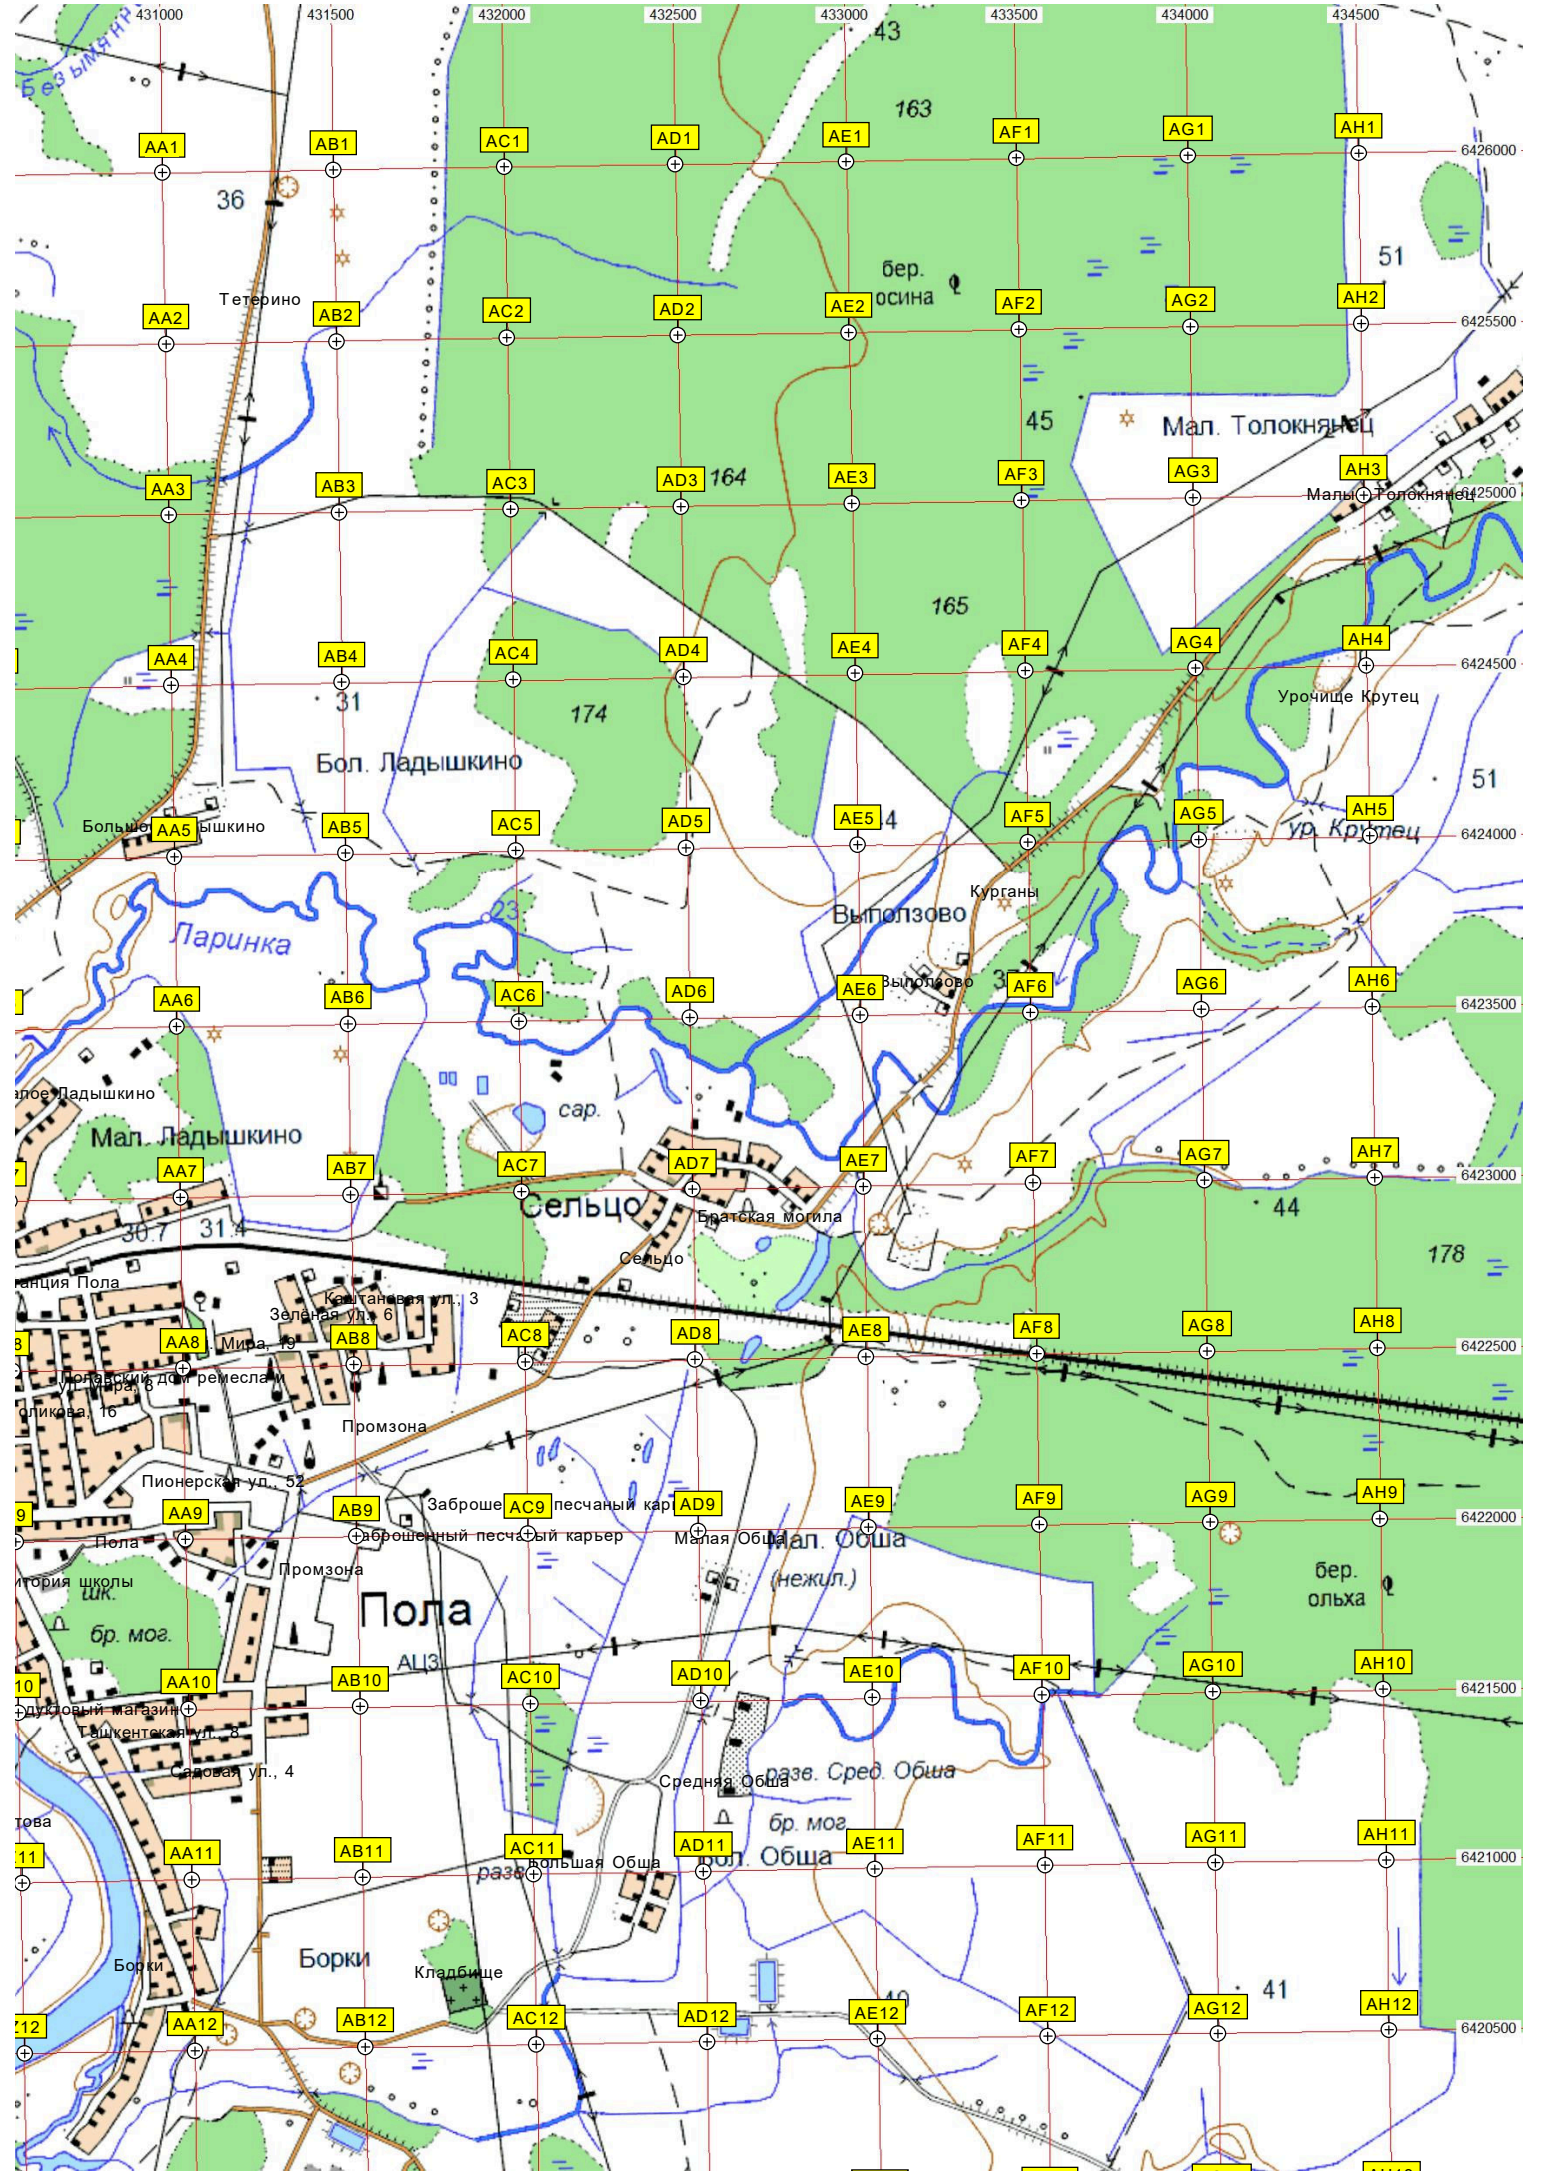 431000 431500 432000 432500 433000 433500 434000 434500
43
163
AA1 AB1 AC1 AD1 AE1 AF1 AG1 AH1
6426000
36
51
бер.
осина
Тетерино
AA2 AB2 AC2 AD2 AE2 AF2 AG2 AH2
6425500
45
Мал. Толокнянец
164
AA3 AB3 AC3 AD3 AE3 AF3 AG3 AH3
6425000
165
AA4 AB4 AC4 AD4 AE4 AF4 AG4 AH4
6424500
Урочище Крутец
31
174
Бол. Ладышкино
51
AA5 AB5 AC5 AD5 AE5 AF5 AG5 AH5
6424000
ур. Крутец
Курганы
23
Выползово
Ларинка
Выползово
AA6 AB6 AC6 AD6 AE6 AF6 AG6 AH6
6423500
Ладышкино
сар.
Мал. Ладышкино
AA7 AB7 AC7 AD7 AE7 AF7 AG7 AH7
6423000
Сельцо
Братская могила
44
30.7
31.4
178
Сельцо
Пола
Каштановая ул., 3
Зелёная ул., 6
Мира, 19
AA8 AB8 AC8 AD8 AE8 AF8 AG8 AH8
6422500
Промзона
Пионерская ул., 52
AA9 AB9 AC9 AD9 AE9 AF9 AG9 AH9
6422000
песчаный
песчаный карьер
Малая Обша
Мал. Обша
(нежил.)
Пола
Промзона
школы
шк.
бер.
ольха
Пола
бр. мог.
АЦЗ
AA10 AB10 AC10 AD10 AE10 AF10 AG10 AH10
6421500
магазин
Ташкентская ул., 8
Садовая ул., 4
Средняя Обша
разв. Сред. Обша
бр. мог.
AA11 AB11 AC11 AD11 AE11 AF11 AG11 AH11
6421000
разв
Большая Обша
Бол. Обша
Борки
Борки
Кладбище
41
AA12 AB12 AC12 AD12 AE12 AF12 AG12 AH12
6420500